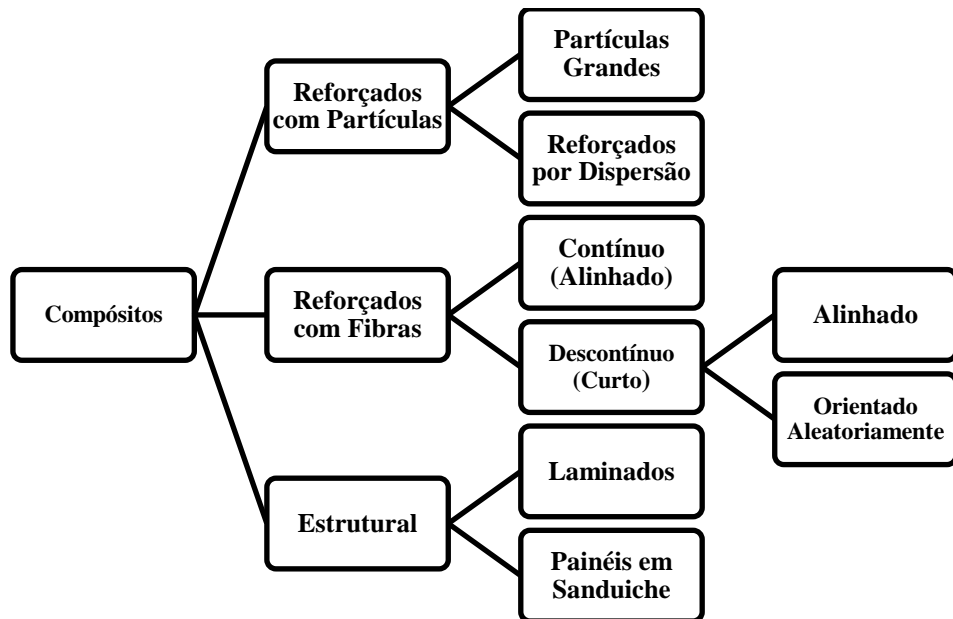 Compósitos
Reforçados
com Partículas
Partículas
Grandes
Reforçados
por Dispersão
Reforçados
com Fibras
Contínuo
(Alinhado)
Descontínuo
(Curto)
Alinhado
Orientado
Aleatoriamente
Estrutural
Laminados
Painéis em
Sanduiche